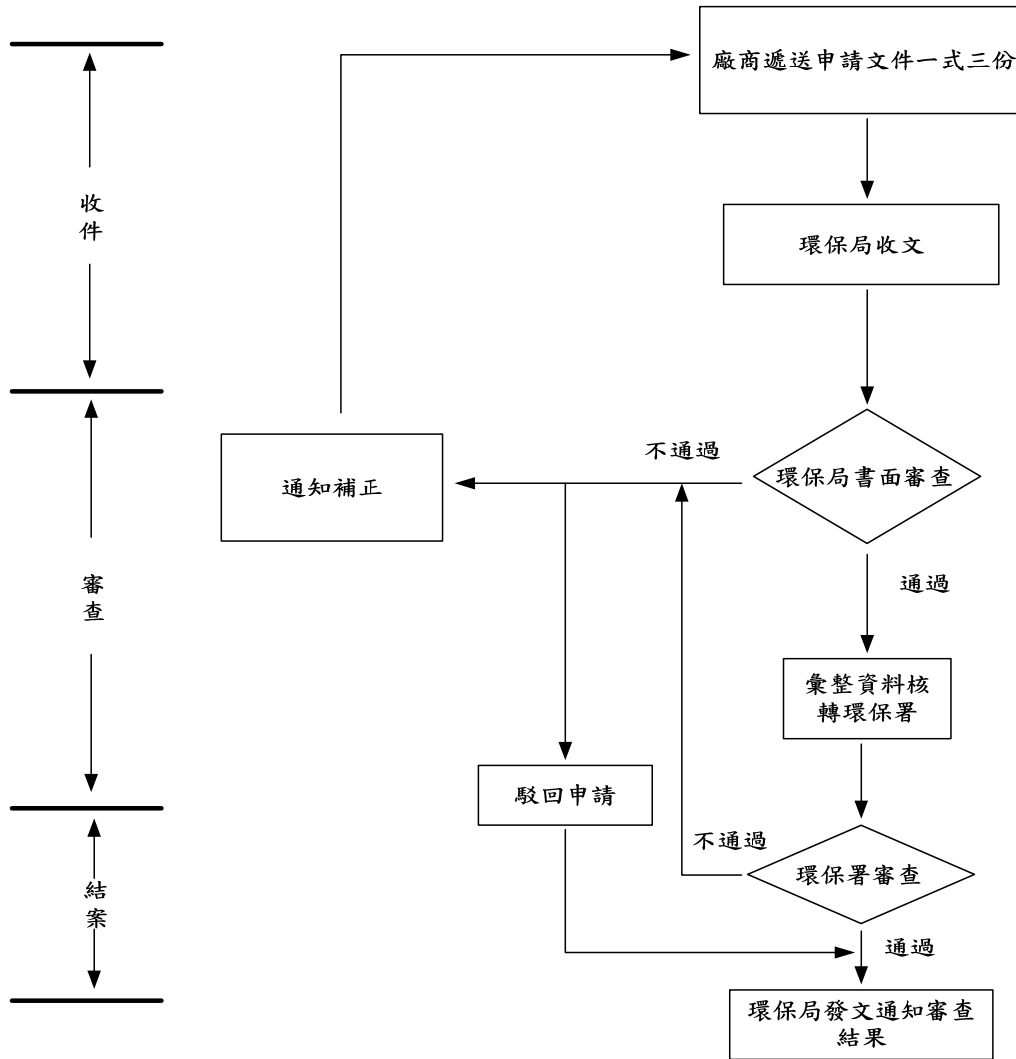 廠商遞送申請文件一式三份
收
件
環保局收文
不通過
環保局書面審查
通知補正
通過
審
查
彙整資料核
轉環保署
駁回申請
不通過
環保署審查
結
案
通過
環保局發文通知審查
結果